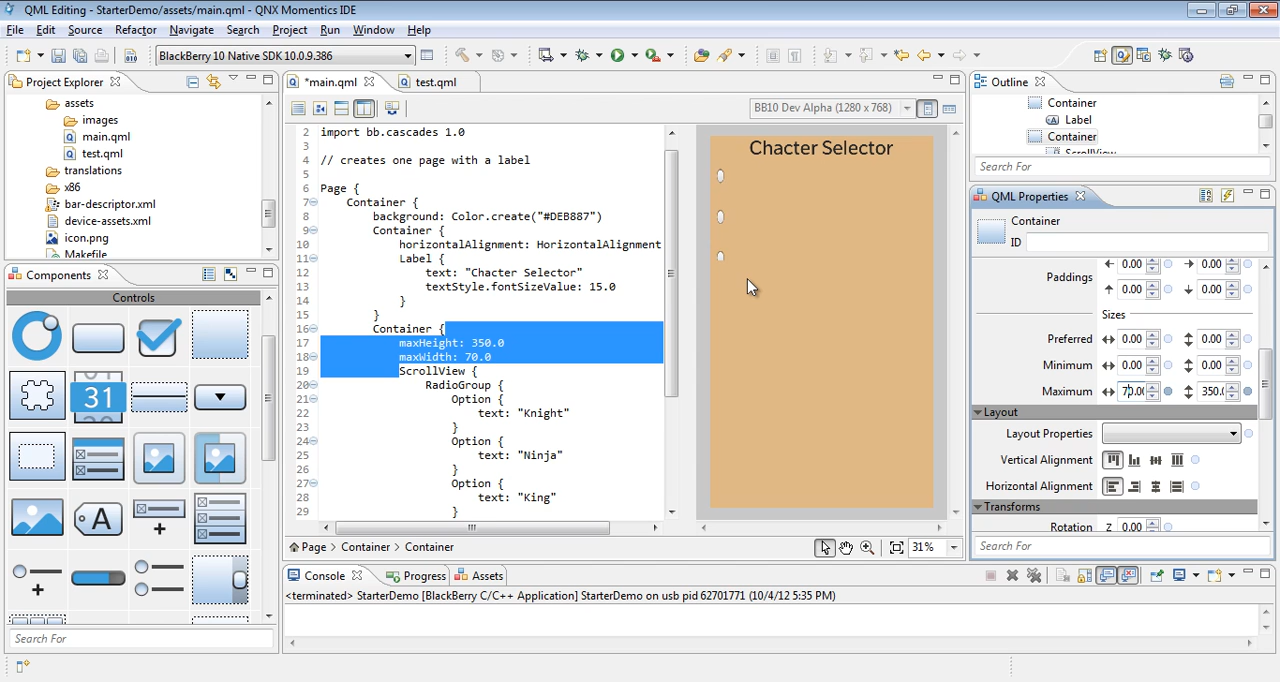 QML Editing - StarterDemo/assets/main.qml - QNX Momentics IDE
File Edit Source Refactor Navigate Search Project Run Window Help
BlackBerry 10 Native SDK 10.0.9.386
Project Explorer
assets
images
main.qml
test.qml
translations
x86
bar-descriptor.xml
device-assets.xml
icon.png
Makefile
Components
Controls
31
A
Search For
*main.qml
test.qml
BB10 Dev Alpha (1280 x 768)
2 import bb.cascades 1.0
3
4 // creates one page with a label
5
6 Page {
7 Container {
8 background: Color.create("#DEB887")
9 Container {
10 horizontalAlignment: HorizontalAlignment
11 Label {
12 text: "Chacter Selector"
13 textStyle.fontSizeValue: 15.0
14 }
15 }
16 Container {
17 maxHeight: 350.0
18 maxWidth: 70.0
19 ScrollView {
20 RadioGroup {
21 Option {
22 text: "Knight"
23 }
24 Option {
25 text: "Ninja"
26 }
27 Option {
28 text: "King"
29 }
Chacter Selector
Page > Container > Container
31%
Console
Progress
Assets
<terminated> StarterDemo [BlackBerry C/C++ Application] StarterDemo on usb pid 62701771 (10/4/12 5:35 PM)
Outline
Container
Label
Container
ScrollView
Search For
QML Properties
Container
ID
Paddings 0.00 0.00
0.00 0.00
Sizes
Preferred 0.00 0.00
Minimum 0.00 0.00
Maximum 70.00 350.0
Layout
Layout Properties
Vertical Alignment
Horizontal Alignment
Transforms
Rotation Z 0.00
Search For